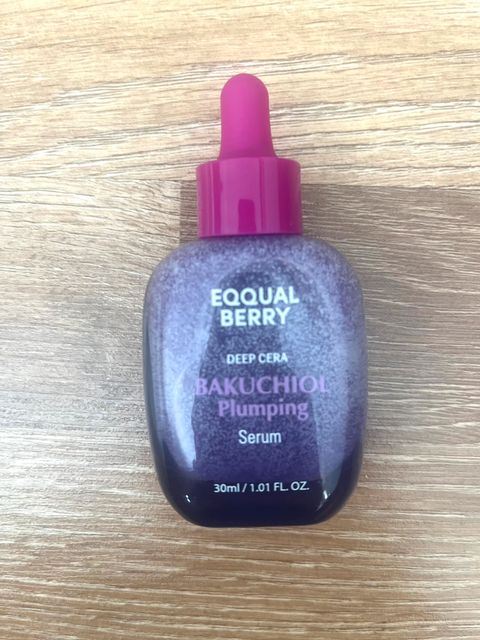 EQQUAL
BERRY
DEEP CERA
BAKUCHIOL
Plumping
Serum
30ml / 1.01 FL. OZ.